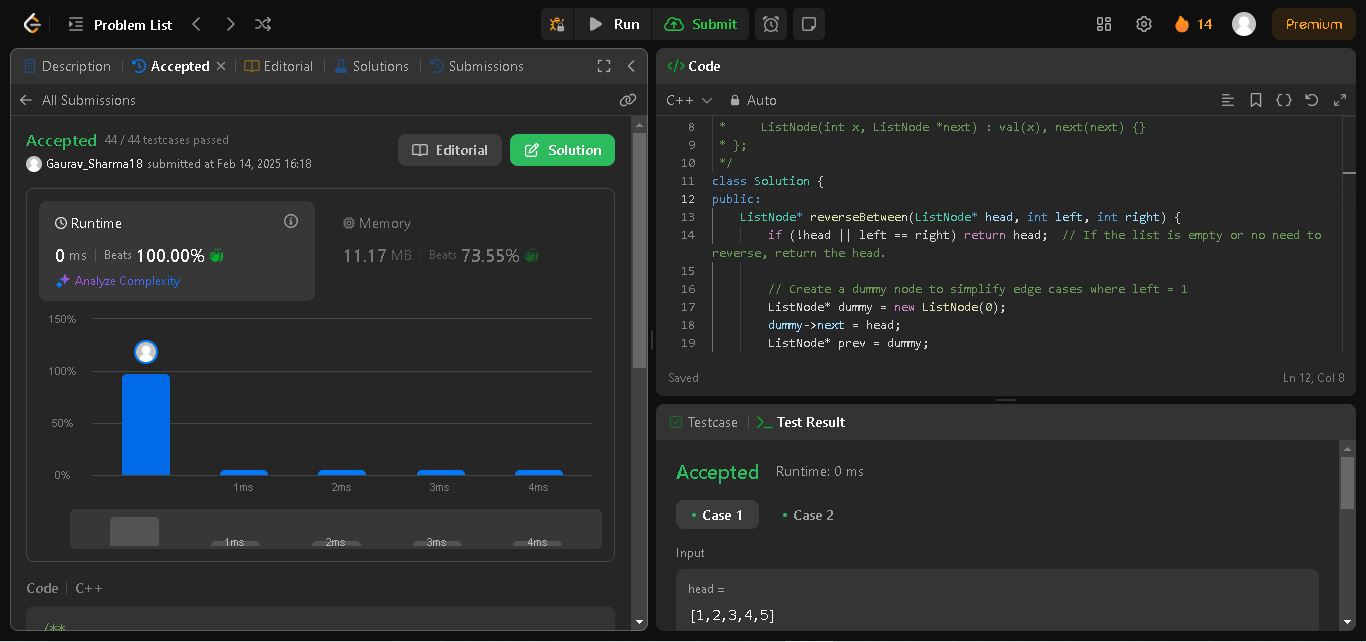 Problem List
Run
Submit
14
Premium
Description
Accepted
Editorial
Solutions
Submissions
All Submissions
Accepted 44 / 44 testcases passed
Gaurav_Sharma18 submitted at Feb 14, 2025 16:18
Editorial
Solution
Runtime
0 ms Beats 100.00%
Analyze Complexity
Memory
11.17 MB Beats 73.55%
150%
100%
50%
0%
1ms 2ms 3ms 4ms
1ms 2ms 3ms 4ms
Code C++
/**
</> Code
C++ Auto
8 * ListNode(int x, ListNode *next) : val(x), next(next) {}
9 * };
10 */
11 class Solution {
12 public:
13 ListNode* reverseBetween(ListNode* head, int left, int right) {
14 if (!head || left == right) return head; // If the list is empty or no need to
reverse, return the head.
15
16 // Create a dummy node to simplify edge cases where left = 1
17 ListNode* dummy = new ListNode(0);
18 dummy->next = head;
19 ListNode* prev = dummy;
Saved
Ln 12, Col 8
Testcase
>_ Test Result
Accepted Runtime: 0 ms
• Case 1 • Case 2
Input
head =
[1,2,3,4,5]